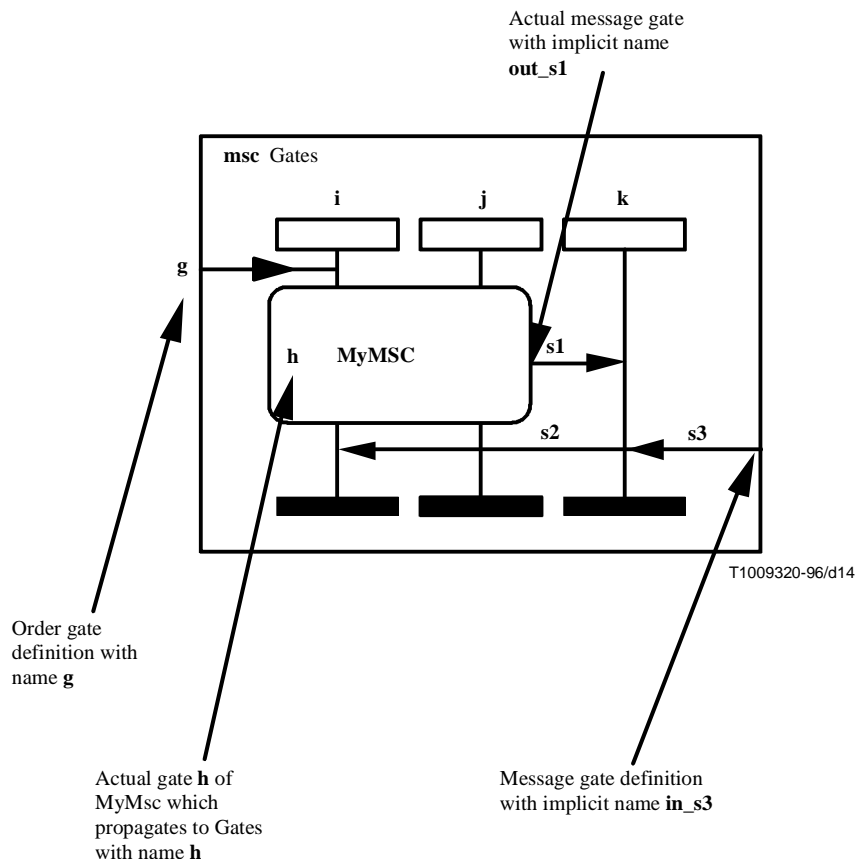 Actual message gate
with implicit name
out_s1
msc Gates
i
j
k
g
h
MyMSC
s1
s2
s3
T1009320-96/d14
Order gate
definition with
name g
Actual gate h of
MyMsc which
propagates to Gates
with name h
Message gate definition
with implicit name in_s3